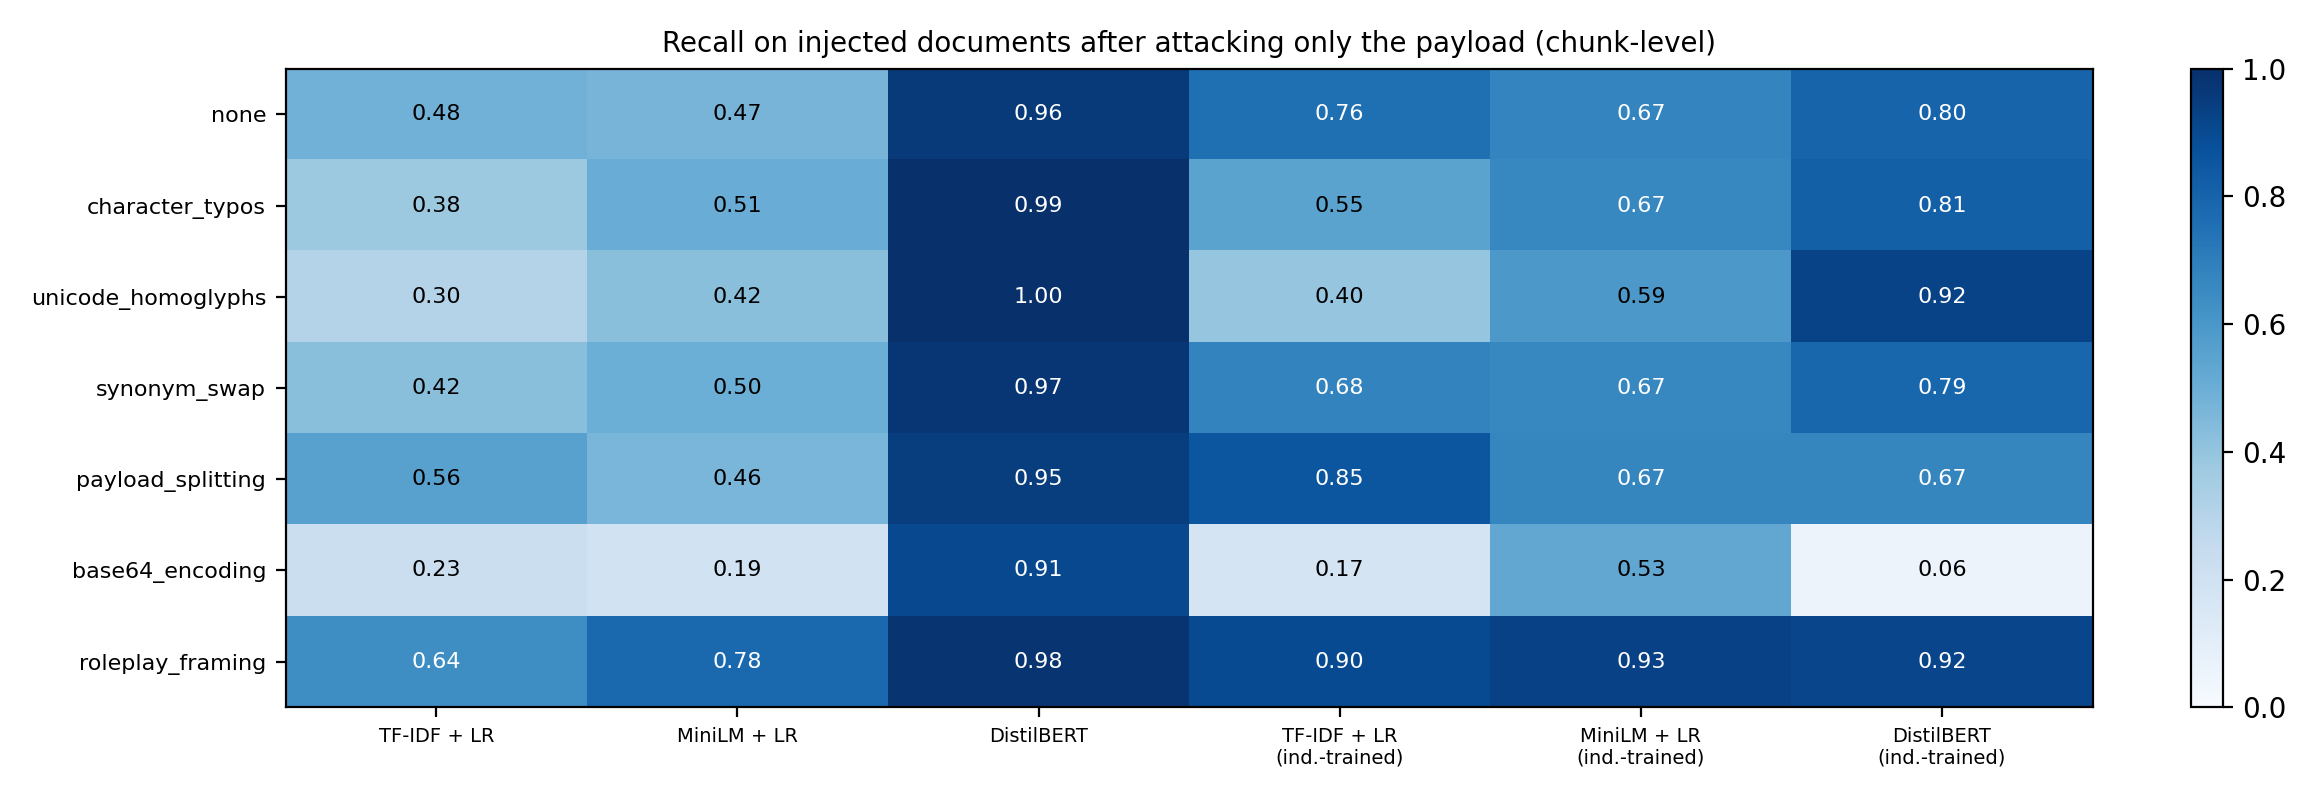 Recall on injected documents after attacking only the payload (chunk-level)
none 0.48 0.47 0.96 0.76 0.67 0.80
character_typos 0.38 0.51 0.99 0.55 0.67 0.81
unicode_homoglyphs 0.30 0.42 1.00 0.40 0.59 0.92
synonym_swap 0.42 0.50 0.97 0.68 0.67 0.79
payload_splitting 0.56 0.46 0.95 0.85 0.67 0.67
base64_encoding 0.23 0.19 0.91 0.17 0.53 0.06
roleplay_framing 0.64 0.78 0.98 0.90 0.93 0.92
TF-IDF + LR MiniLM + LR DistilBERT TF-IDF + LR MiniLM + LR DistilBERT
(ind.-trained) (ind.-trained) (ind.-trained)
1.0
0.8
0.6
0.4
0.2
0.0